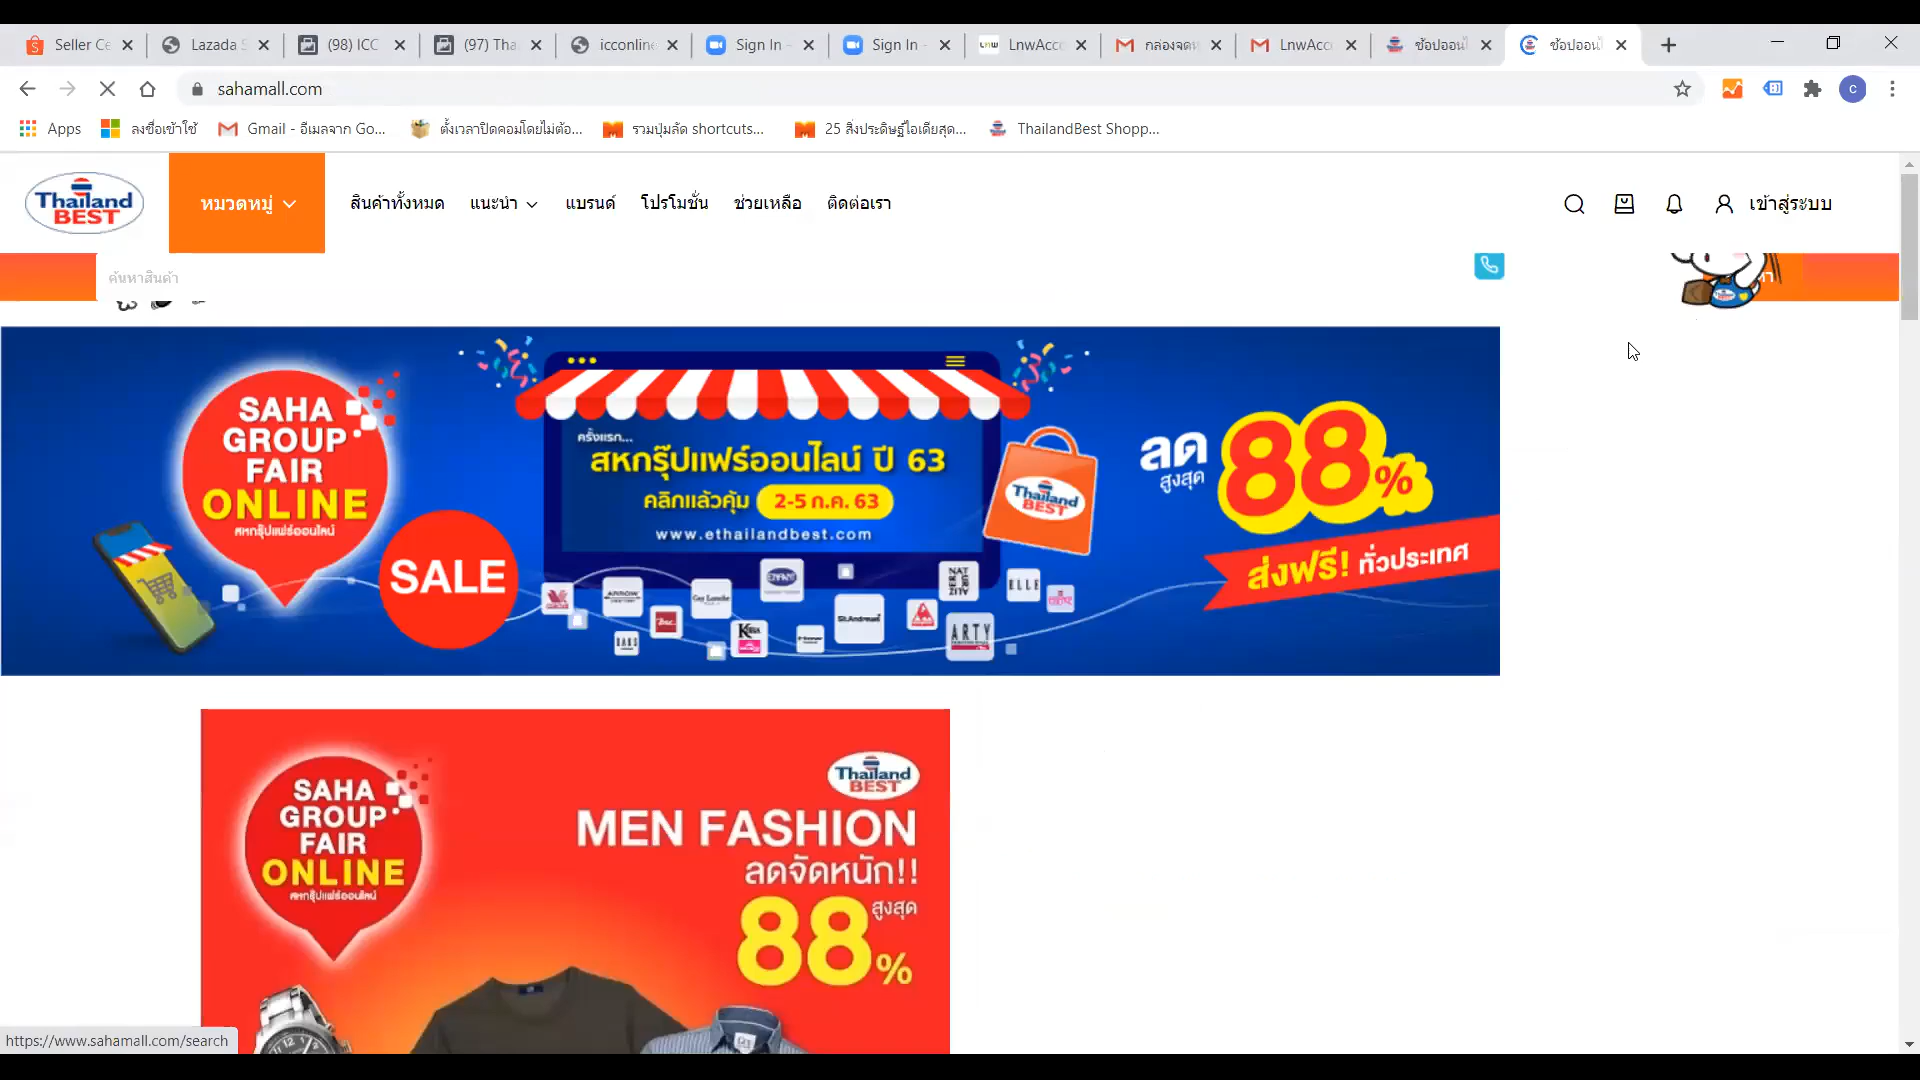 Seller Ce
Lazada S
(98) ICC
(97) Tha
icconline
Sign In -
Sign In -
LnwAcco
กล่องจดห
LnwAcco
ช้อปออนไ
ช้อปออนไ
sahamall.com
Apps
ลงชื่อเข้าใช้
Gmail - อีเมลจาก Go...
ตั้งเวลาปิดคอมโดยไม่ต้อ...
รวมปุ่มลัด shortcuts...
25 สิ่งประดิษฐ์ไอเดียสุด...
ThailandBest Shopp...
Thailand
BEST
หมวดหมู่
สินค้าทั้งหมด
แนะนำ
แบรนด์
โปรโมชั่น
ช่วยเหลือ
ติดต่อเรา
เข้าสู่ระบบ
ค้นหาสินค้า
SAHA
GROUP
FAIR
ONLINE
สหกรุ๊ปแฟร์ออนไลน์
SALE
ครั้งแรก...
สหกรุ๊ปแฟร์ออนไลน์ ปี 63
คลิกแล้วคุ้ม 2-5 ก.ค. 63
www.ethailandbest.com
Thailand
BEST
ลด
สูงสุด
88%
ส่งฟรี! ทั่วประเทศ
ARROW
Guy Laroche
ENFANT
St.Andrews
ELLE
ARTY
SAHA
GROUP
FAIR
ONLINE
สหกรุ๊ปแฟร์ออนไลน์
Thailand
BEST
MEN FASHION
ลดจัดหนัก!!
สูงสุด
88%
https://www.sahamall.com/search